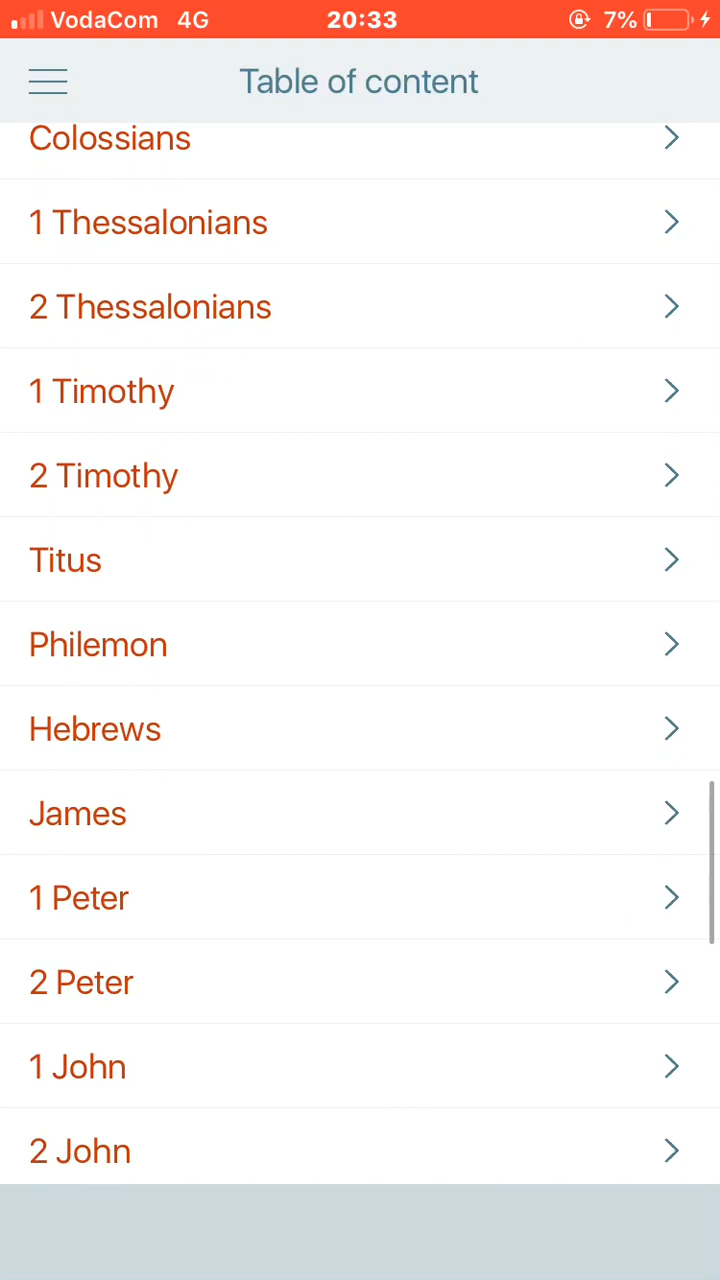 VodaCom 4G 20:33 7%
Table of content
Colossians
1 Thessalonians
2 Thessalonians
1 Timothy
2 Timothy
Titus
Philemon
Hebrews
James
1 Peter
2 Peter
1 John
2 John